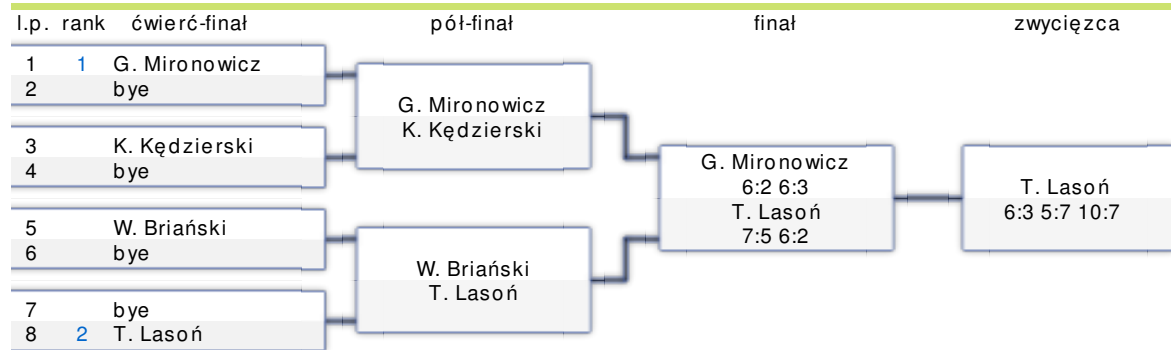 l.p. rank ćwierć-finał pół-finał finał zwycięzca
1 1 G. Mironowicz
2 bye
3 K. Kędzierski
4 bye
5 W. Briański
6 bye
7 bye
8 2 T. Lasoń
G. Mironowicz
K. Kędzierski
W. Briański
T. Lasoń
G. Mironowicz
6:2 6:3
T. Lasoń
7:5 6:2
T. Lasoń
6:3 5:7 10:7